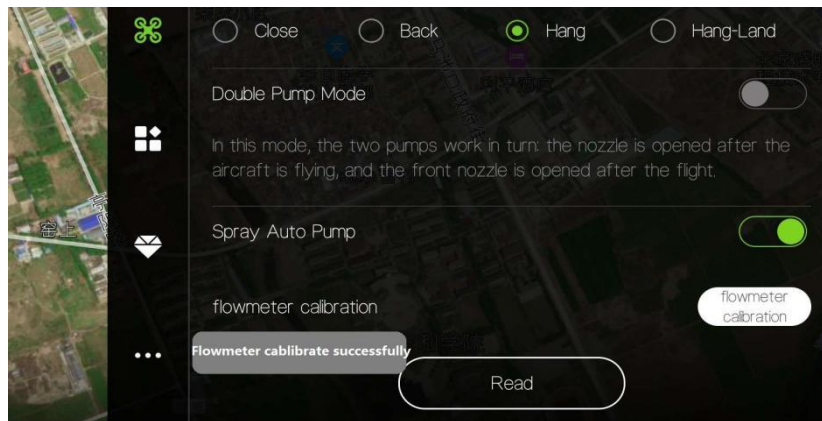 Close Back Hang Hang-Land
Double Pump Mode
In this mode, the two pumps work in turn: the nozzle is opened after the
aircraft is flying, and the front nozzle is opened after the flight.
Spray Auto Pump
flowmeter calibration
flowmeter
calibration
Flowmeter cablibrate successfully
Read